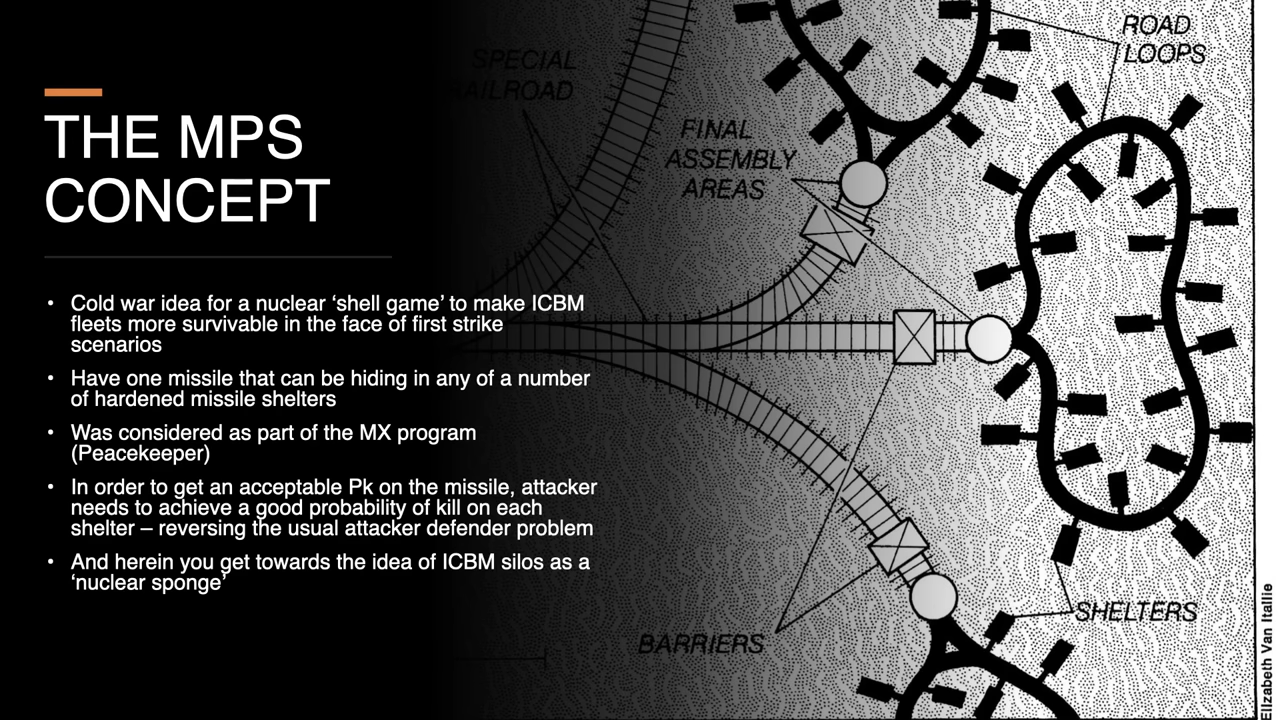 THE MPS
CONCEPT
• Cold war idea for a nuclear ‘shell game’ to make ICBM
fleets more survivable in the face of first strike
scenarios
• Have one missile that can be hiding in any of a number
of hardened missile shelters
• Was considered as part of the MX program
(Peacekeeper)
• In order to get an acceptable Pk on the missile, attacker
needs to achieve a good probability of kill on each
shelter – reversing the usual attacker defender problem
• And herein you get towards the idea of ICBM silos as a
‘nuclear sponge’
SPECIAL
RAILROAD
FINAL
ASSEMBLY
AREAS
ROAD
LOOPS
BARRIERS
SHELTERS
Elizabeth Van Itallie